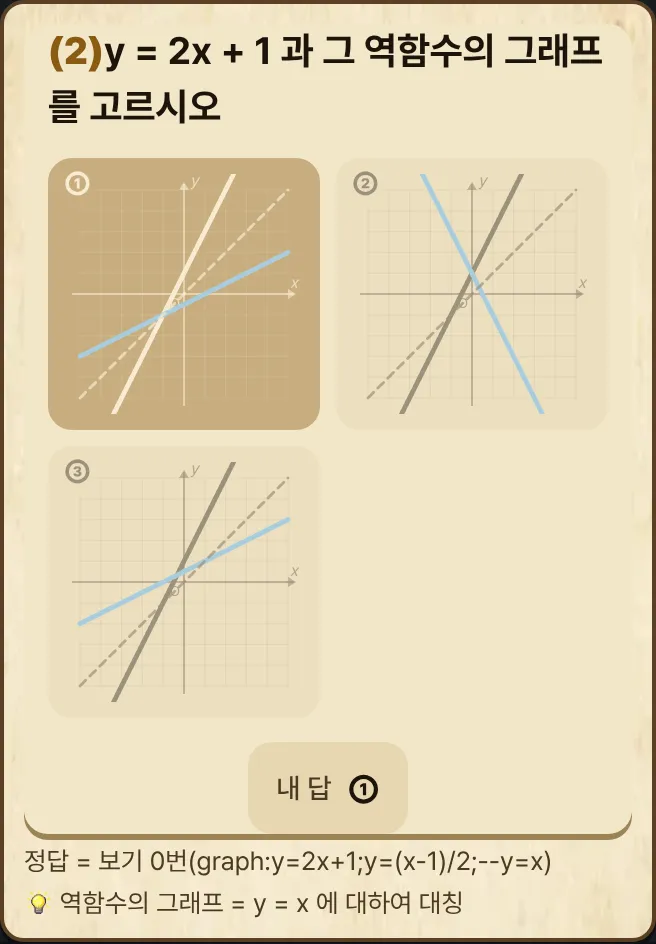 (2)y = 2x + 1 과 그 역함수의 그래프
를 고르시오
① y x O
② y x O
③ y x O
내 답 ①
정답 = 보기 0번(graph:y=2x+1;y=(x-1)/2;--y=x)
💡 역함수의 그래프 = y = x 에 대하여 대칭